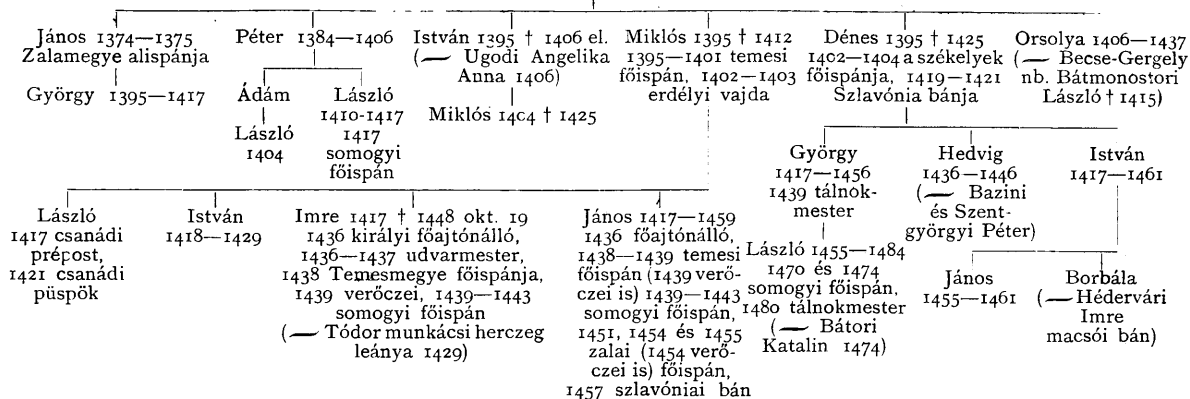 János 1374—1375
Zalamegye alispánja
György 1395—1417
Péter 1384—1406
Ádám
László
1404
László
1410-1417
1417
somogyi
főispán
István 1395 † 1406 el.
(— Ugodi Angelika
Anna 1406)
Miklós 1404 † 1425
Miklós 1395 † 1412
1395—1401 temesi
főispán, 1402—1403
erdélyi vajda
Dénes 1395 † 1425
1402—1404 a székelyek
főispánja, 1419—1421
Szlavónia bánja
Orsolya 1406—1437
(— Becse-Gergely
nb. Bátmonostori
László † 1415)
László
1417 csanádi
prépost,
1421 csanádi
püspök
István
1418—1429
Imre 1417 † 1448 okt. 19
1436 királyi főajtónálló,
1436—1437 udvarmester,
1438 Temesmegye főispánja,
1439 verőczei, 1439—1443
somogyi főispán
(— Tódor munkácsi herczeg
leánya 1429)
János 1417—1459
1436 főajtónálló,
1438—1439 temesi
főispán (1439 verő-
czei is) 1439—1443
somogyi főispán,
1451, 1454 és 1455
zalai (1454 verő-
czei is) főispán,
1457 szlavóniai bán
György
1417—1456
1439 tálnok-
mester
László 1455—1484
1470 és 1474
somogyi főispán,
1480 tálnokmester
(— Bátori
Katalin 1474)
Hedvig
1436—1446
(— Bazini
és Szent-
györgyi Péter)
István
1417—1461
János
1455—1461
Borbála
(— Hédervári
Imre
macsói bán)